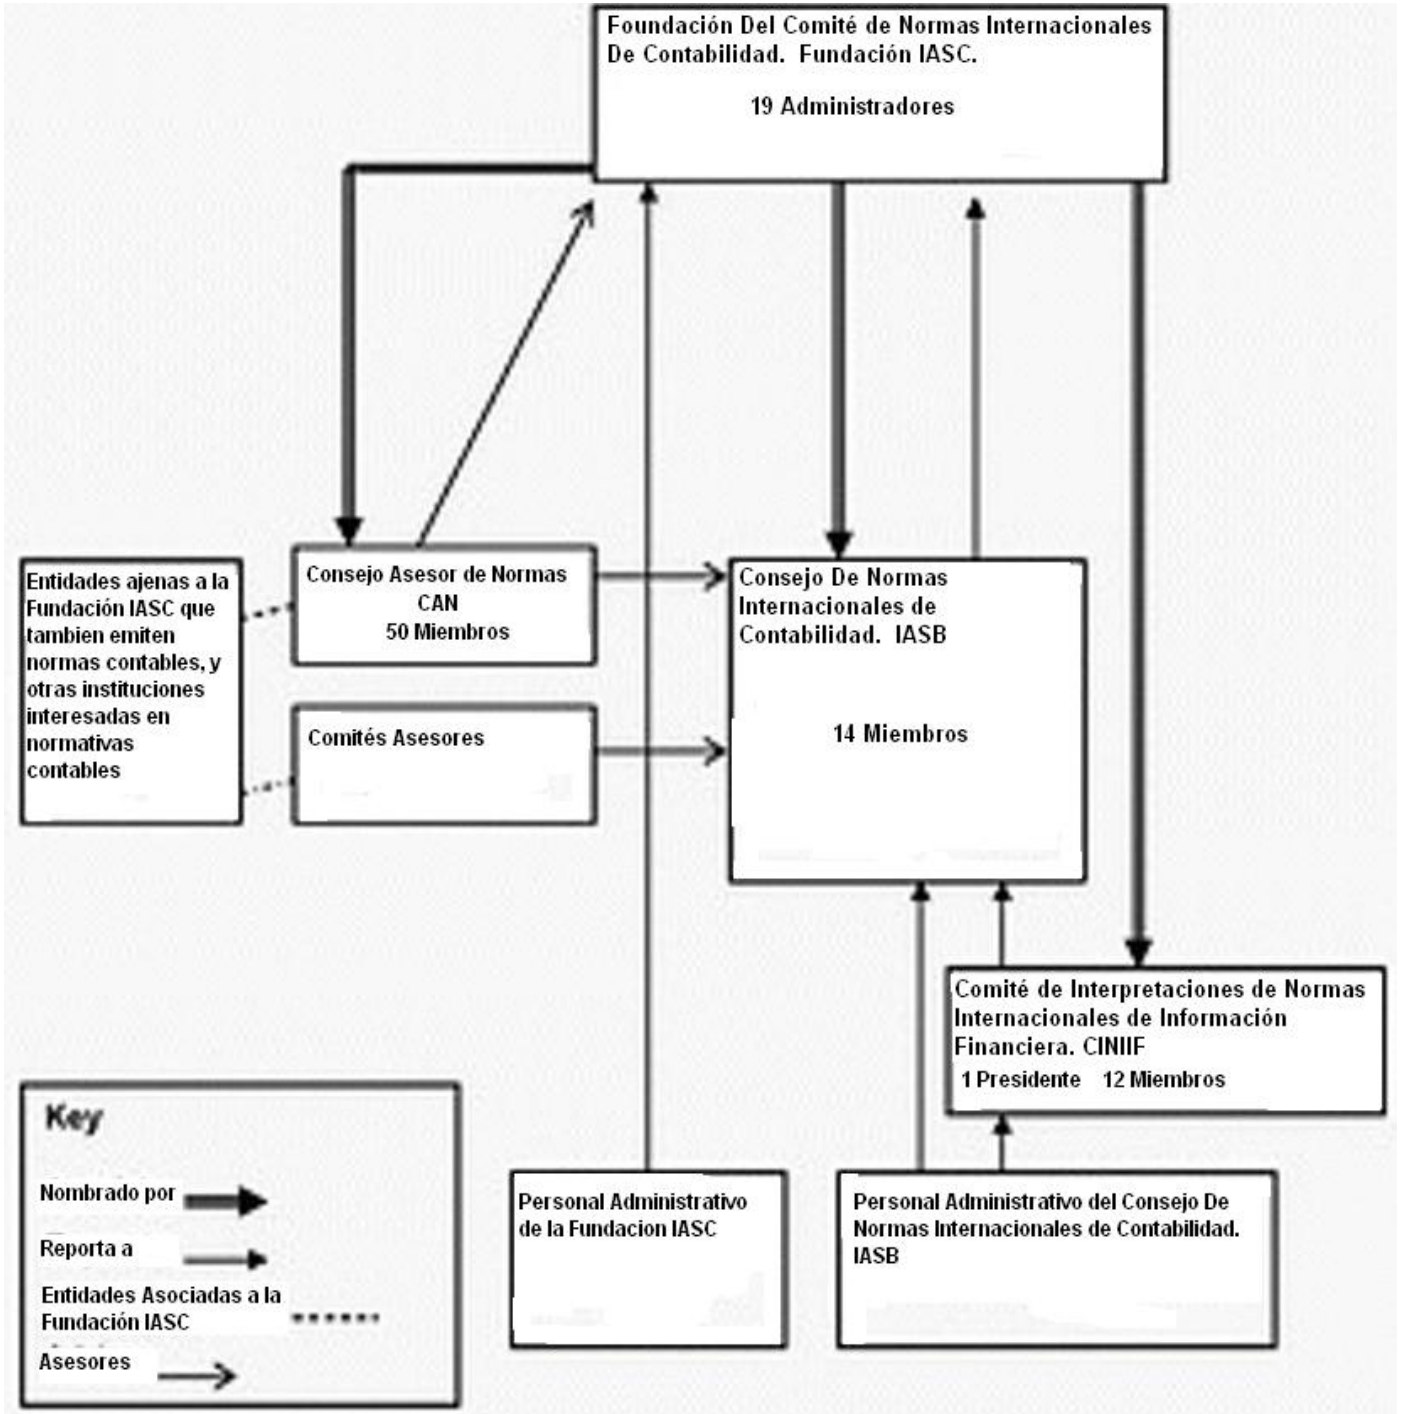 Foundación Del Comité de Normas Internacionales
De Contabilidad. Fundación IASC.
19 Administradores
Entidades ajenas a la
Fundación IASC que
tambien emiten
normas contables, y
otras instituciones
interesadas en
normativas
contables
Consejo Asesor de Normas
CAN
50 Miembros
Comités Asesores
Consejo De Normas
Internacionales de
Contabilidad. IASB
14 Miembros
Comité de Interpretaciones de Normas
Internacionales de Información
Financiera. CINIIF
1 Presidente 12 Miembros
Personal Administrativo
de la Fundacion IASC
Personal Administrativo del Consejo De
Normas Internacionales de Contabilidad.
IASB
Key
Nombrado por
Reporta a
Entidades Asociadas a la
Fundación IASC
Asesores